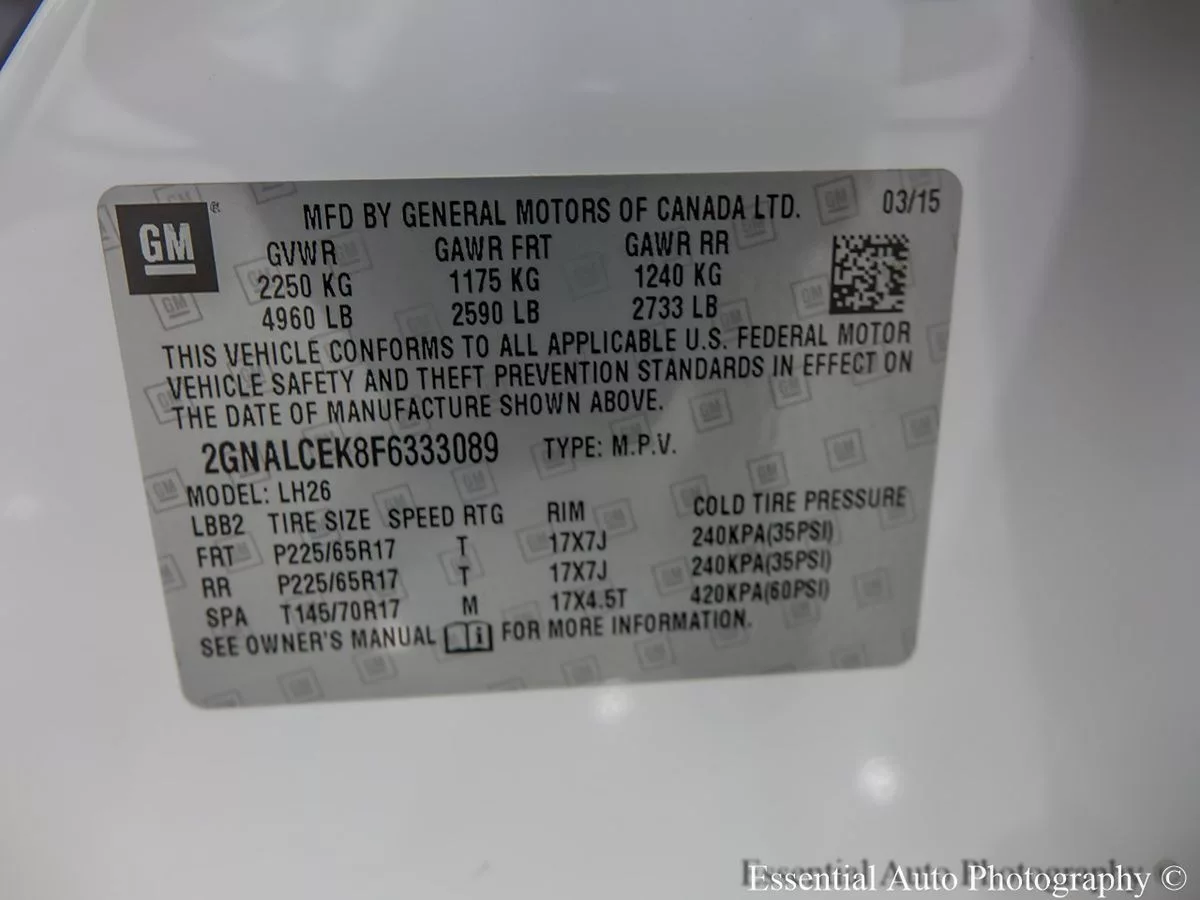 GM
MFD BY GENERAL MOTORS OF CANADA LTD. 03/15
GVWR GAWR FRT GAWR RR
2250 KG 1175 KG 1240 KG
4960 LB 2590 LB 2733 LB
THIS VEHICLE CONFORMS TO ALL APPLICABLE U.S. FEDERAL MOTOR
VEHICLE SAFETY AND THEFT PREVENTION STANDARDS IN EFFECT ON
THE DATE OF MANUFACTURE SHOWN ABOVE.
2GNALCEK8F6333089 TYPE: M.P.V.
MODEL: LH26
LBB2 TIRE SIZE SPEED RTG RIM COLD TIRE PRESSURE
FRT P225/65R17 T 17X7J 240KPA(35PSI)
RR P225/65R17 T 17X7J 240KPA(35PSI)
SPA T145/70R17 M 17X4.5T 420KPA(60PSI)
SEE OWNER'S MANUAL i FOR MORE INFORMATION.
Essential Auto Photography ©